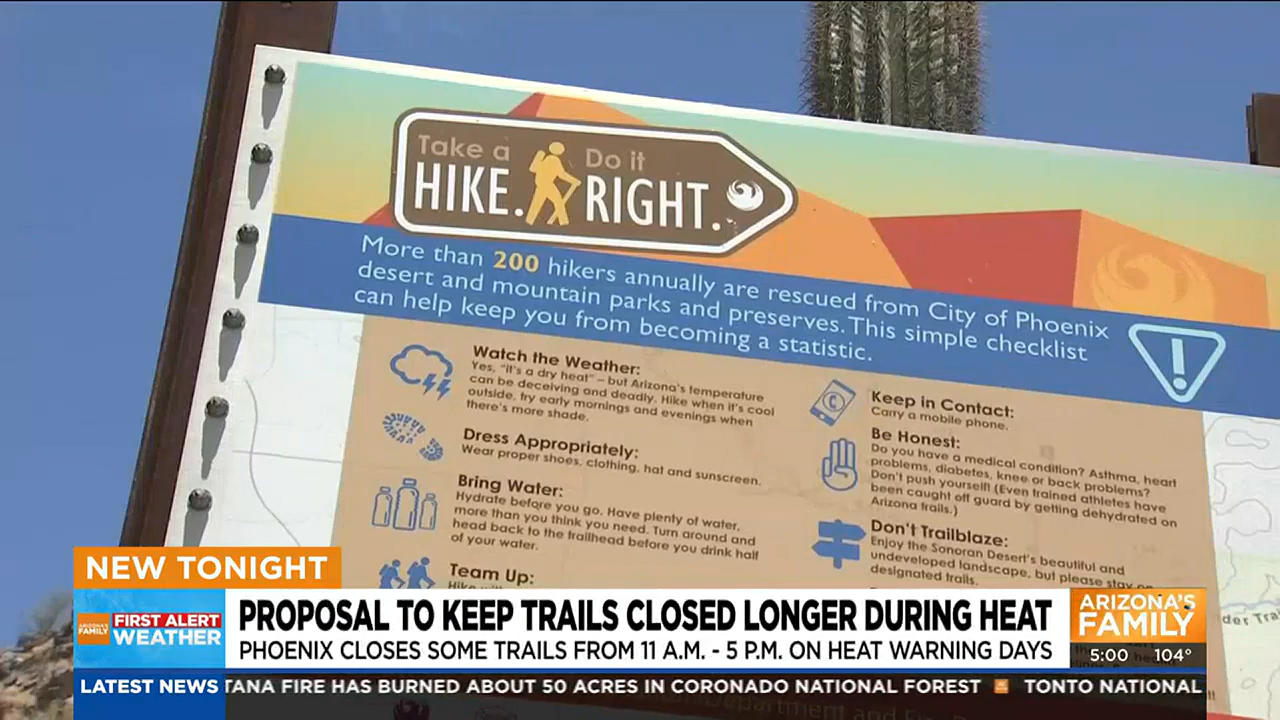 Take a
HIKE.
Do it
RIGHT.
More than 200 hikers annually are rescued from City of Phoenix
desert and mountain parks and preserves. This simple checklist
can help keep you from becoming a statistic.
Watch the Weather:
Yes, "it's a dry heat" – but Arizona's temperature
can be deceiving and deadly. Hike when it's cool
outside, try early mornings and evenings when
there's more shade.
Dress Appropriately:
Wear proper shoes, clothing, hat and sunscreen.
Bring Water:
Hydrate before you go. Have plenty of water,
more than you think you need. Turn around and
head back to the trailhead before you drink half
of your water.
Team Up:
Keep in Contact:
Carry a mobile phone.
Be Honest:
Do you have a medical condition? Asthma, heart
problems, diabetes, knee or back problems?
Don't push yourself! (Even trained athletes have
been caught off guard by getting dehydrated on
Arizona trails.)
Don't Trailblaze:
Enjoy the Sonoran Desert's beautiful and
undeveloped landscape, but please stay on
designated trails.
NEW TONIGHT
ARIZONA'S
FAMILY
FIRST ALERT
WEATHER
PROPOSAL TO KEEP TRAILS CLOSED LONGER DURING HEAT
PHOENIX CLOSES SOME TRAILS FROM 11 A.M. - 5 P.M. ON HEAT WARNING DAYS
ARIZONA'S
FAMILY
5:00 104°
LATEST NEWS TANA FIRE HAS BURNED ABOUT 50 ACRES IN CORONADO NATIONAL FOREST TONTO NATIONAL